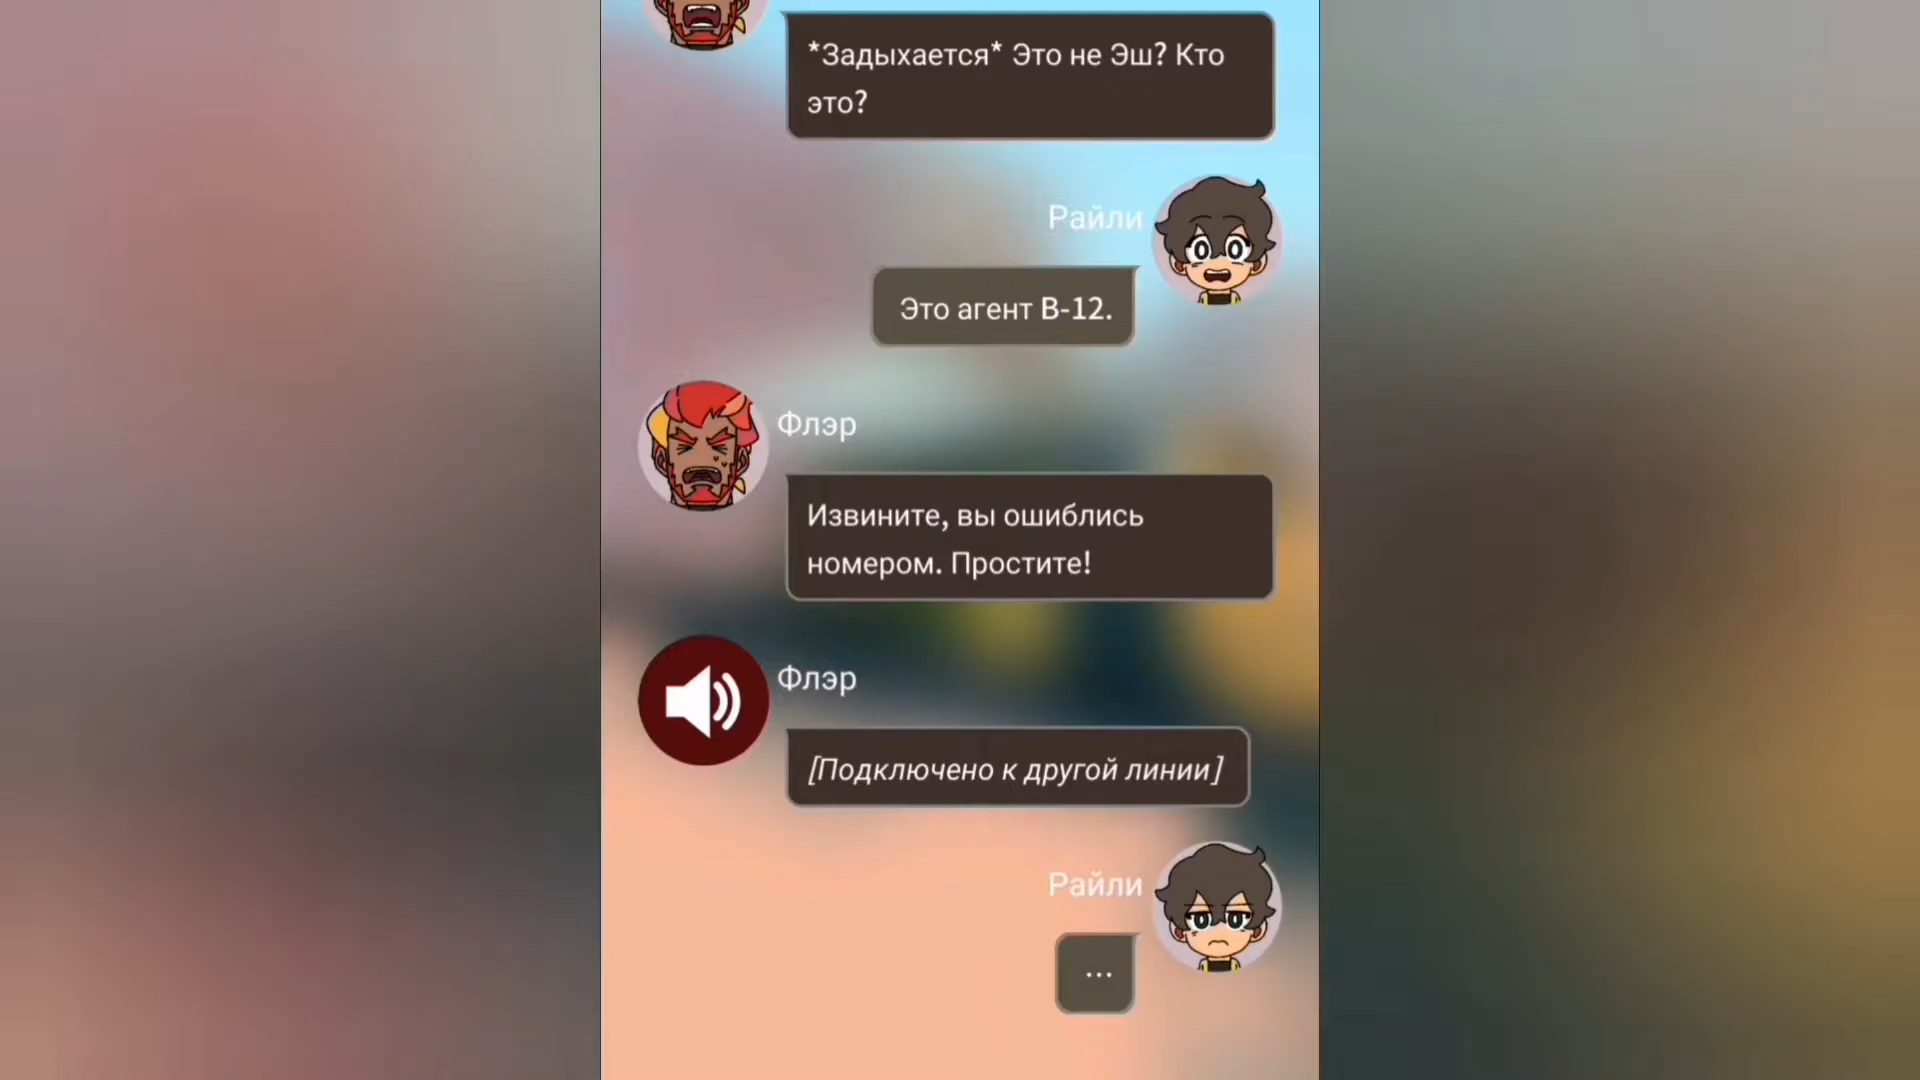 *Задыхается* Это не Эш? Кто
это?
Райли
Это агент В-12.
Флэр
Извините, вы ошиблись
номером. Простите!
Флэр
[Подключено к другой линии]
Райли
...